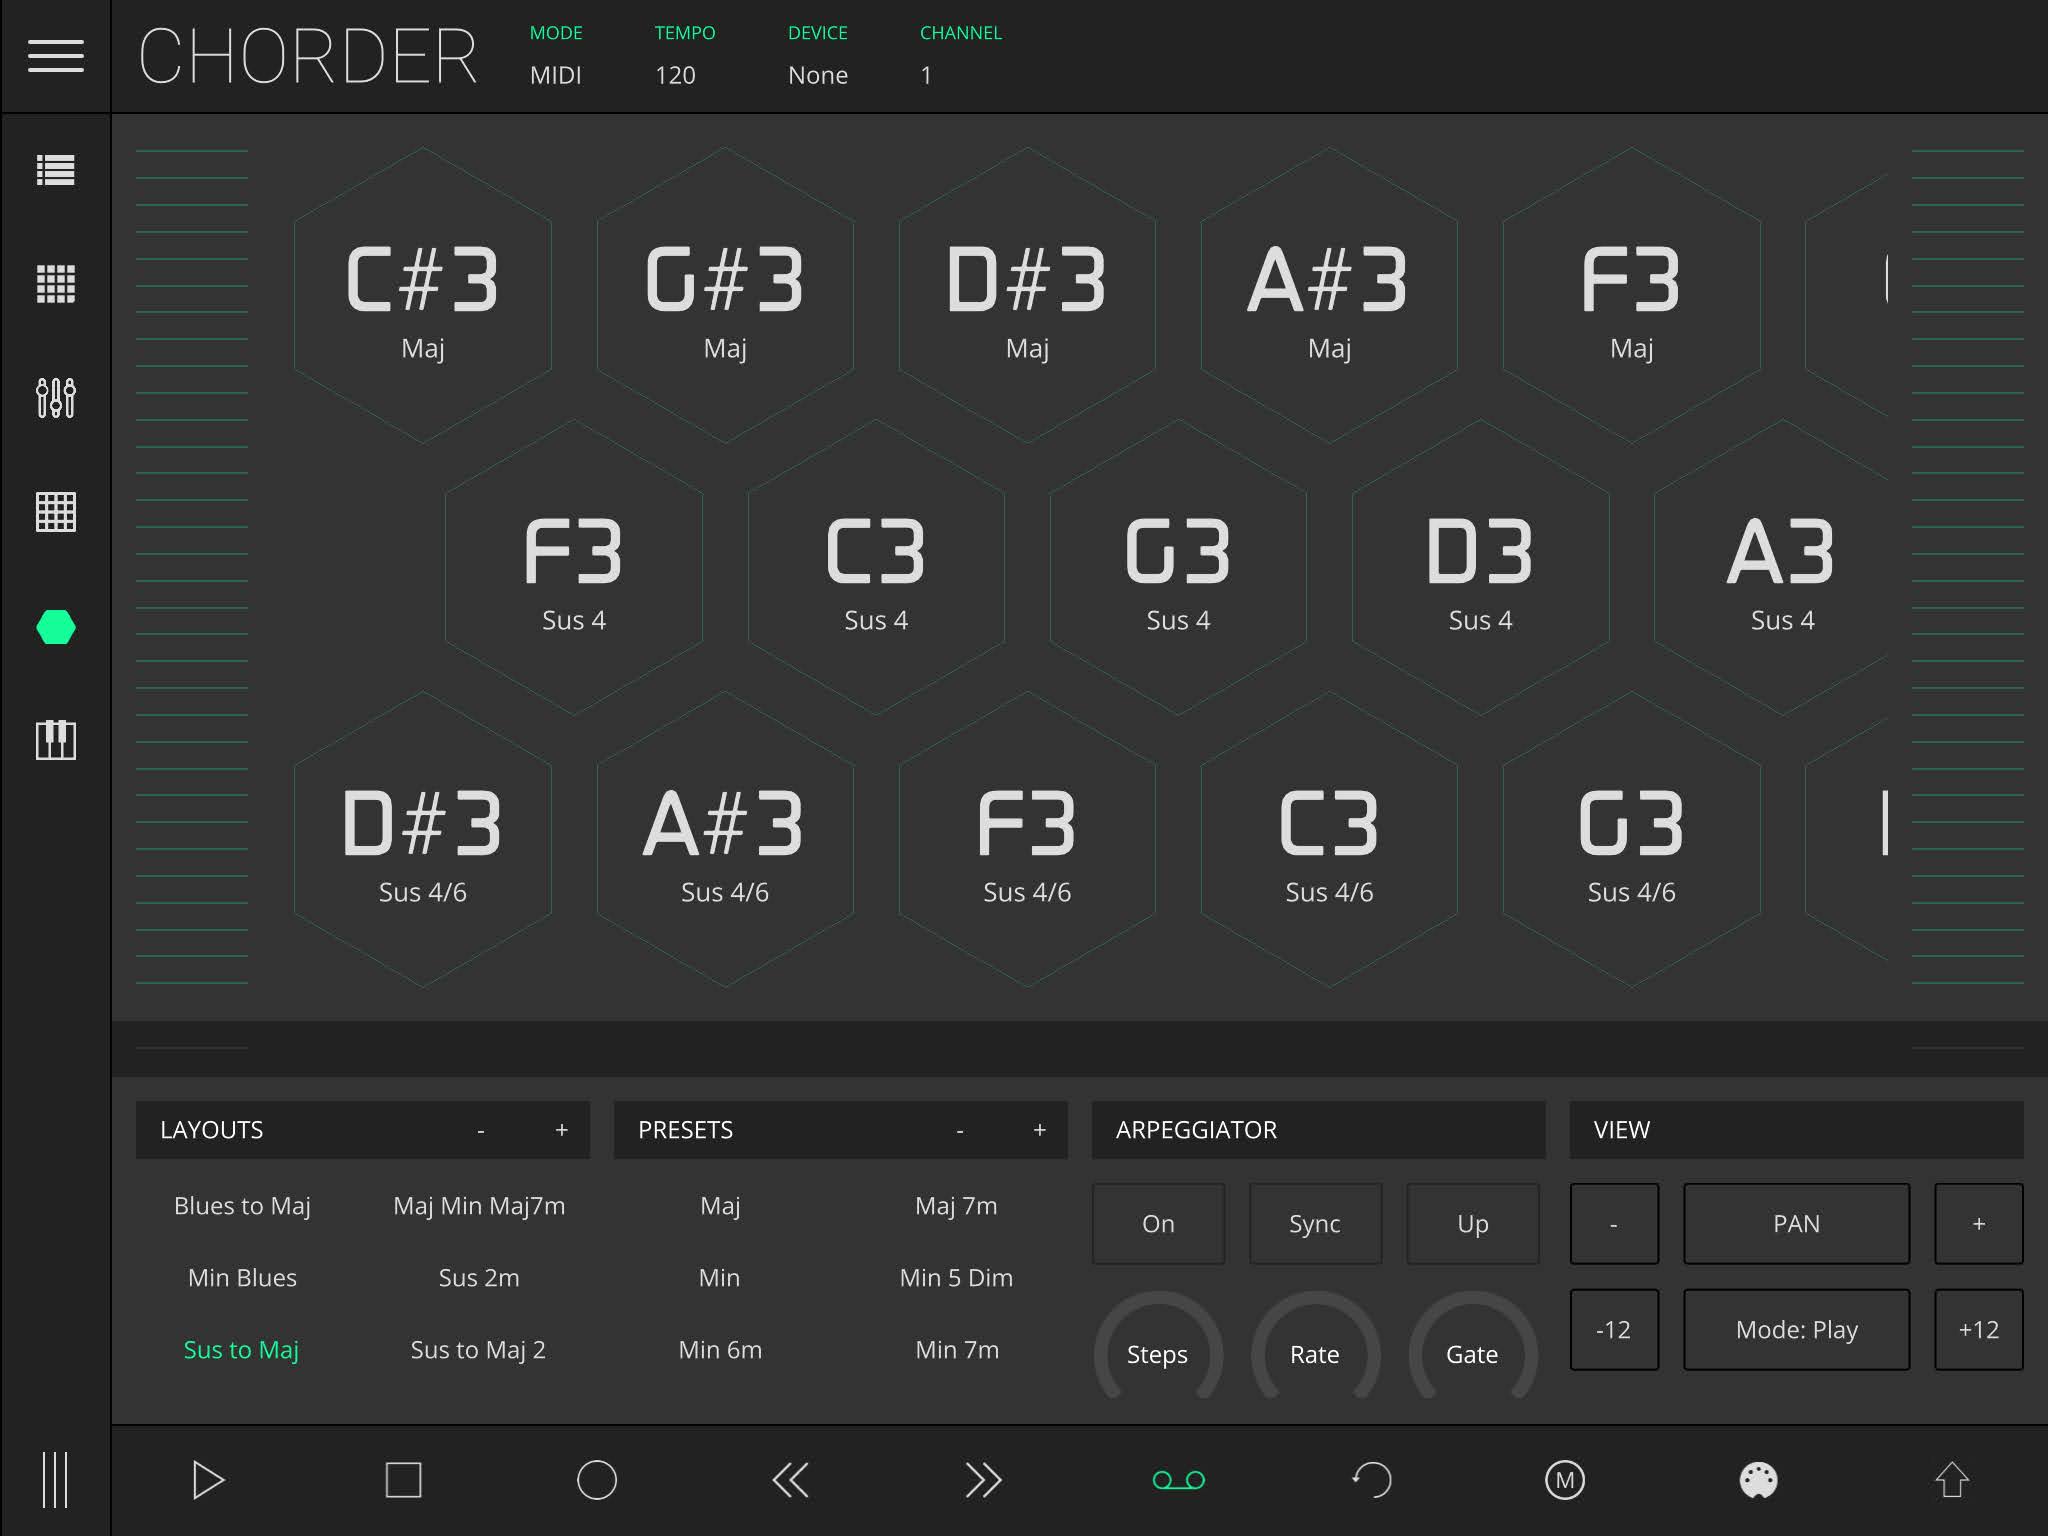 CHORDER
MODE TEMPO DEVICE CHANNEL
MIDI 120 None 1
C#3 G#3 D#3 A#3 F3
Maj Maj Maj Maj Maj
F3 C3 G3 D3 A3
Sus 4 Sus 4 Sus 4 Sus 4 Sus 4
D#3 A#3 F3 C3 G3
Sus 4/6 Sus 4/6 Sus 4/6 Sus 4/6 Sus 4/6
LAYOUTS - + PRESETS - + ARPEGGIATOR VIEW
Blues to Maj Maj Min Maj7m Maj Maj 7m On Sync Up - PAN +
Min Blues Sus 2m Min Min 5 Dim
Sus to Maj Sus to Maj 2 Min 6m Min 7m Steps Rate Gate -12 Mode: Play +12
M